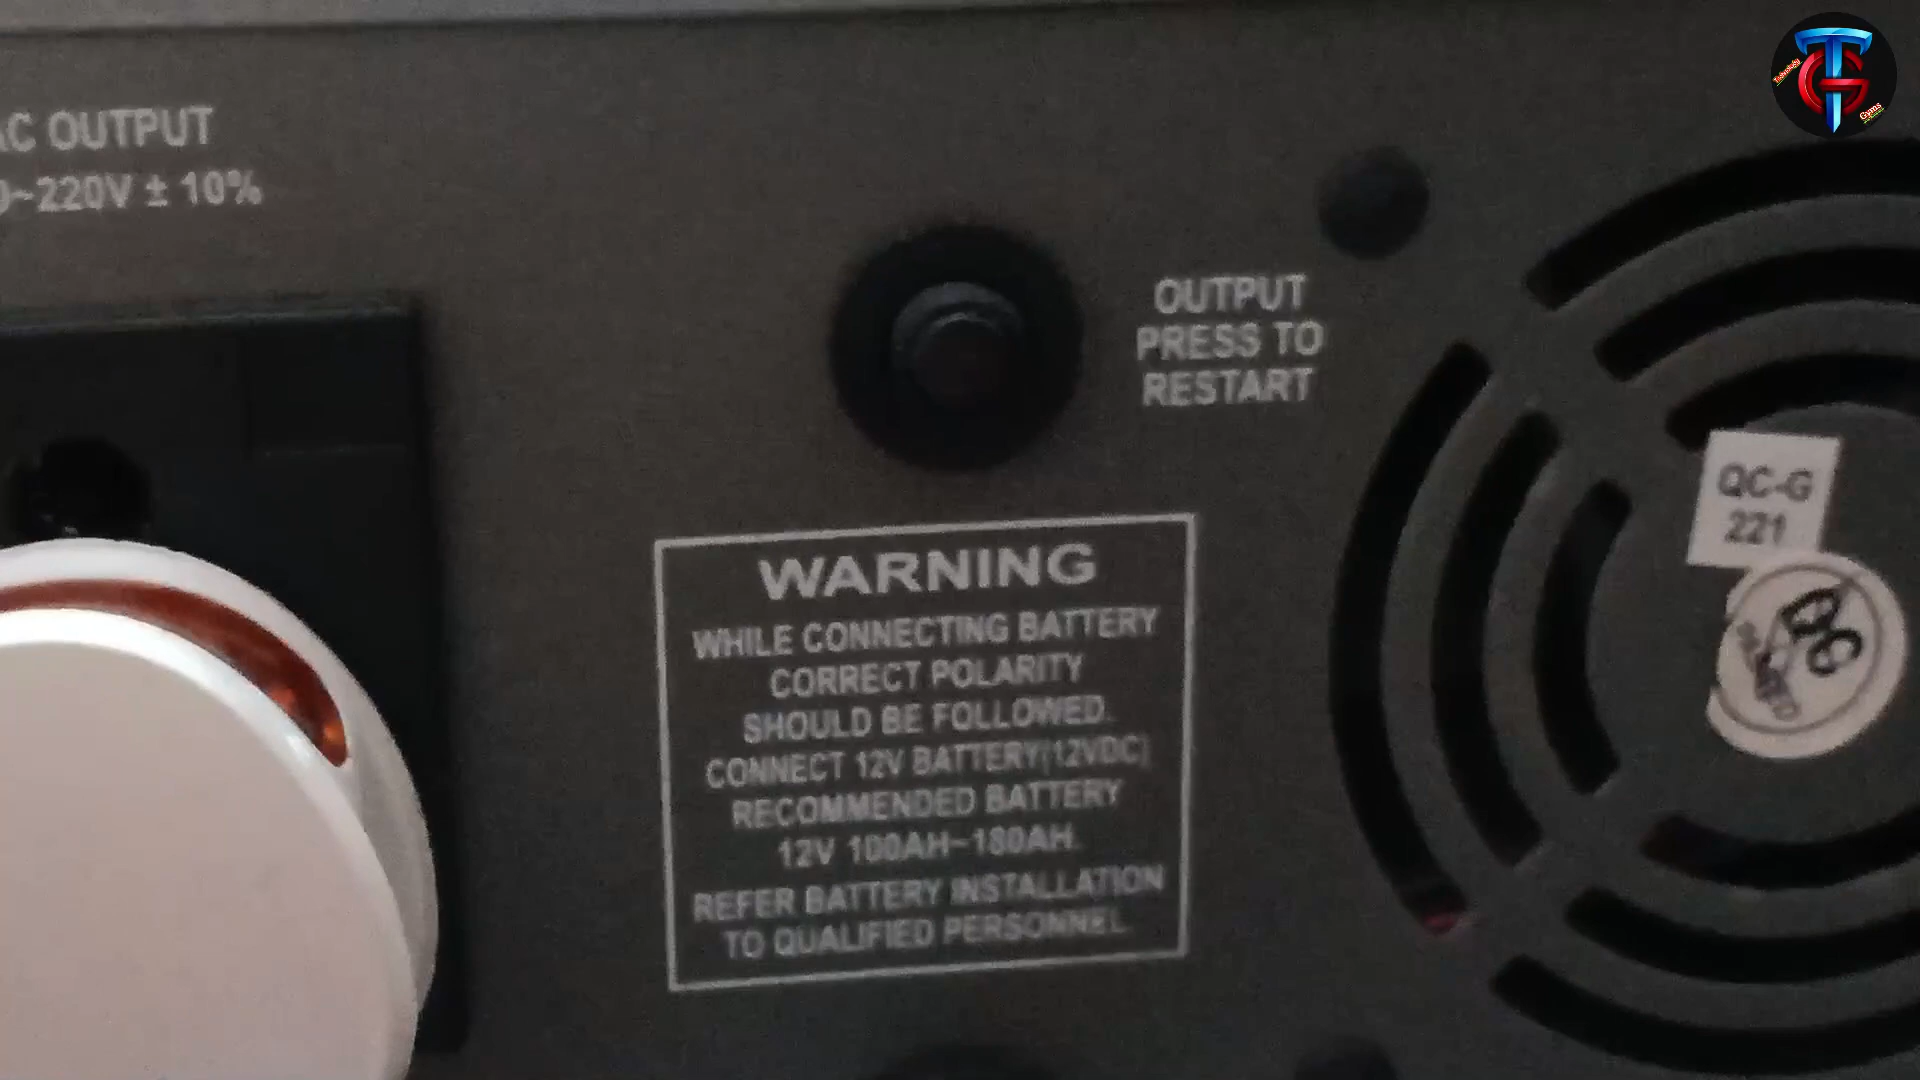 AC OUTPUT
~220V ± 10%
OUTPUT
PRESS TO
RESTART
QC-G
221
QC
WARNING
WHILE CONNECTING BATTERY
CORRECT POLARITY
SHOULD BE FOLLOWED.
CONNECT 12V BATTERY(12VDC)
RECOMMENDED BATTERY
12V 100AH~180AH.
REFER BATTERY INSTALLATION
TO QUALIFIED PERSONNEL